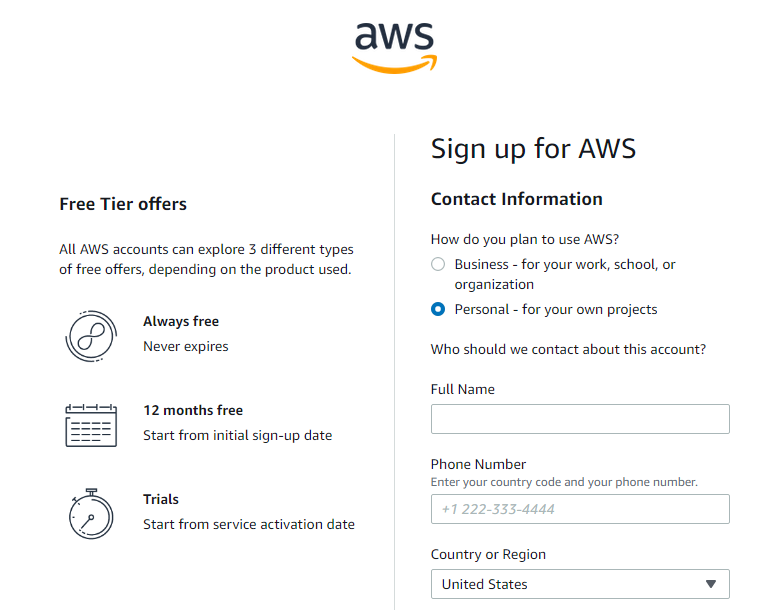 aws
Free Tier offers
All AWS accounts can explore 3 different types
of free offers, depending on the product used.
Always free
Never expires
12 months free
Start from initial sign-up date
Trials
Start from service activation date
Sign up for AWS
Contact Information
How do you plan to use AWS?
Business - for your work, school, or
organization
Personal - for your own projects
Who should we contact about this account?
Full Name
Phone Number
Enter your country code and your phone number.
+1 222-333-4444
Country or Region
United States